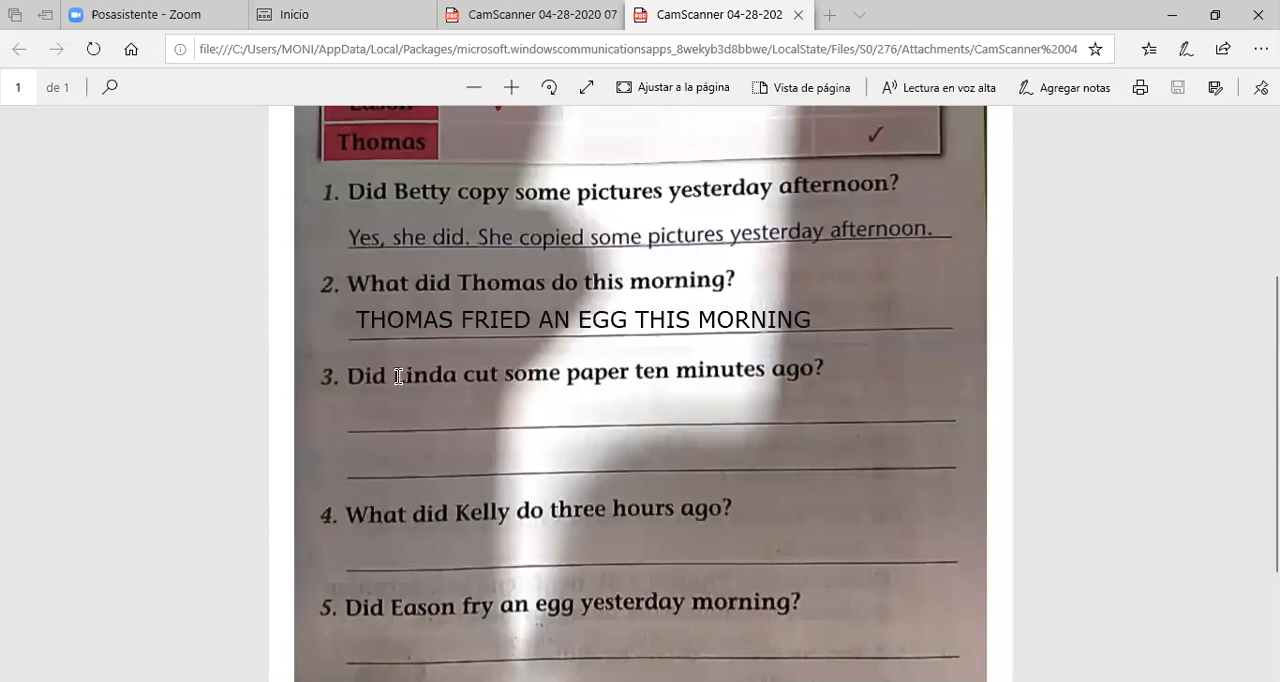 Posasistente - Zoom
Inicio
CamScanner 04-28-2020 07
CamScanner 04-28-202
file:///C:/Users/MONI/AppData/Local/Packages/microsoft.windowscommunicationsapps_8wekyb3d8bbwe/LocalState/Files/S0/276/Attachments/CamScanner%2004
1 de 1
Ajustar a la página
Vista de página
Lectura en voz alta
Agregar notas
Eason
Thomas
1. Did Betty copy some pictures yesterday afternoon?
Yes, she did. She copied some pictures yesterday afternoon.
2. What did Thomas do this morning?
THOMAS FRIED AN EGG THIS MORNING
3. Did Linda cut some paper ten minutes ago?
4. What did Kelly do three hours ago?
5. Did Eason fry an egg yesterday morning?